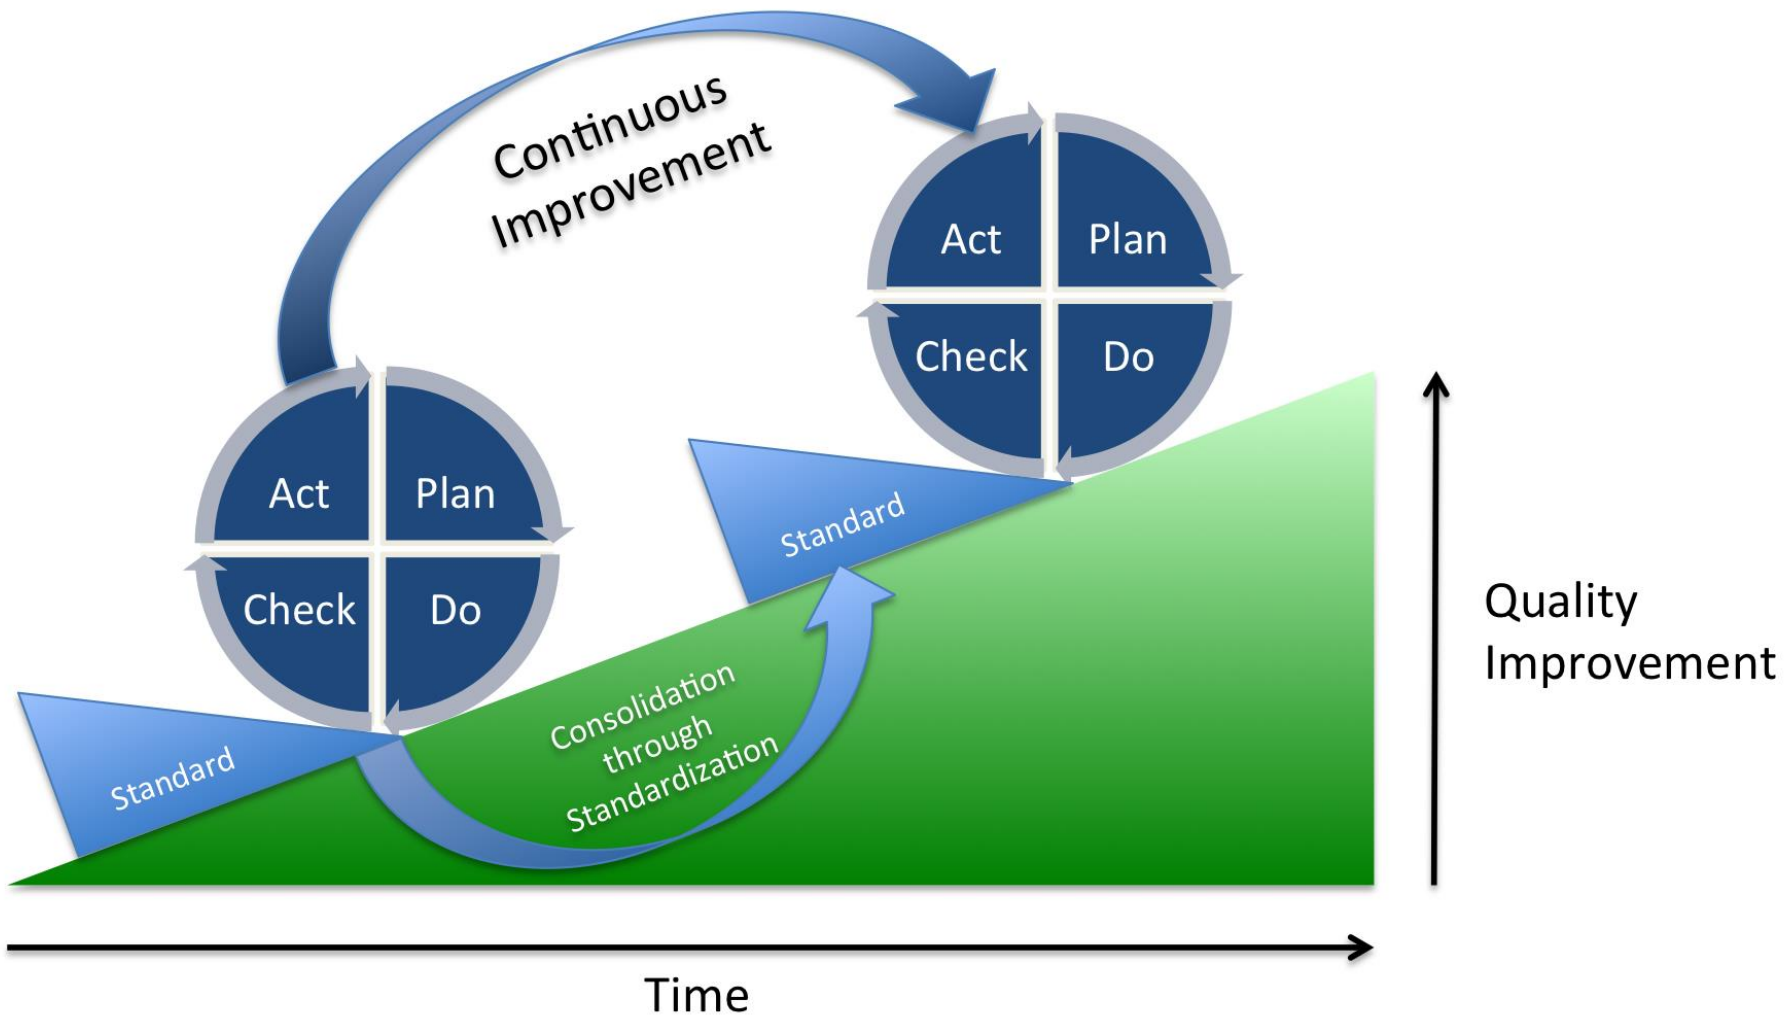 Continuous
Improvement
Act
Plan
Check
Do
Act
Plan
Check
Do
Standard
Standard
Consolidation
through
Standardization
Quality
Improvement
Time